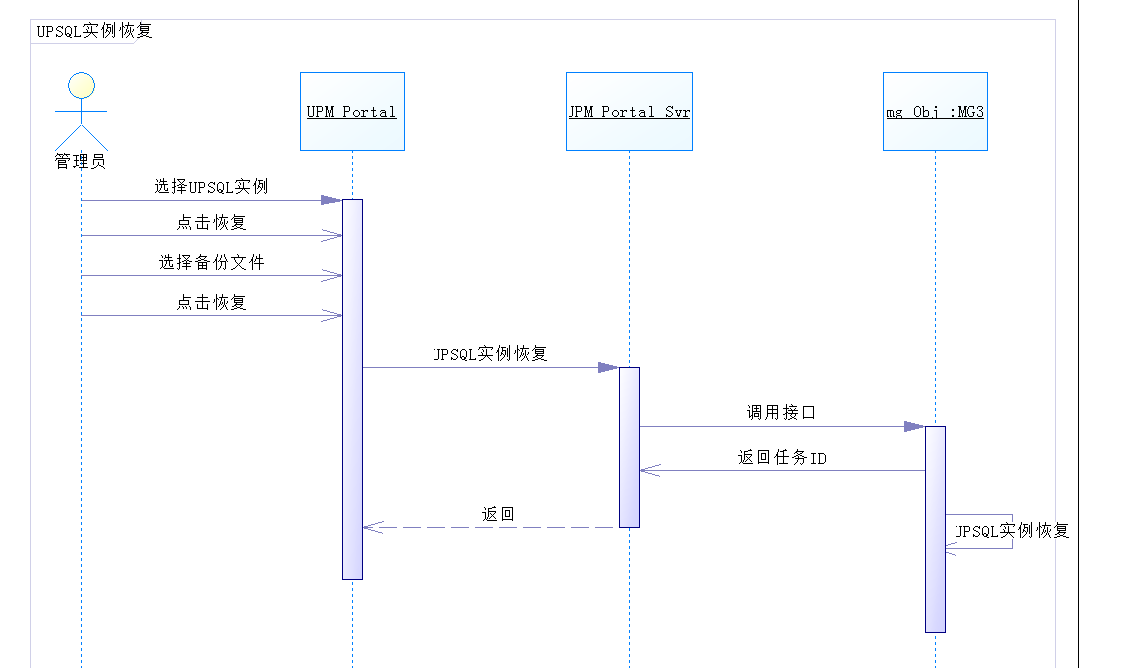 UPSQL实例恢复
UPM Portal
JPM Portal Svr
mg Obj :MG3
管理员
选择UPSQL实例
点击恢复
选择备份文件
点击恢复
JPSQL实例恢复
调用接口
返回任务ID
返回
JPSQL实例恢复